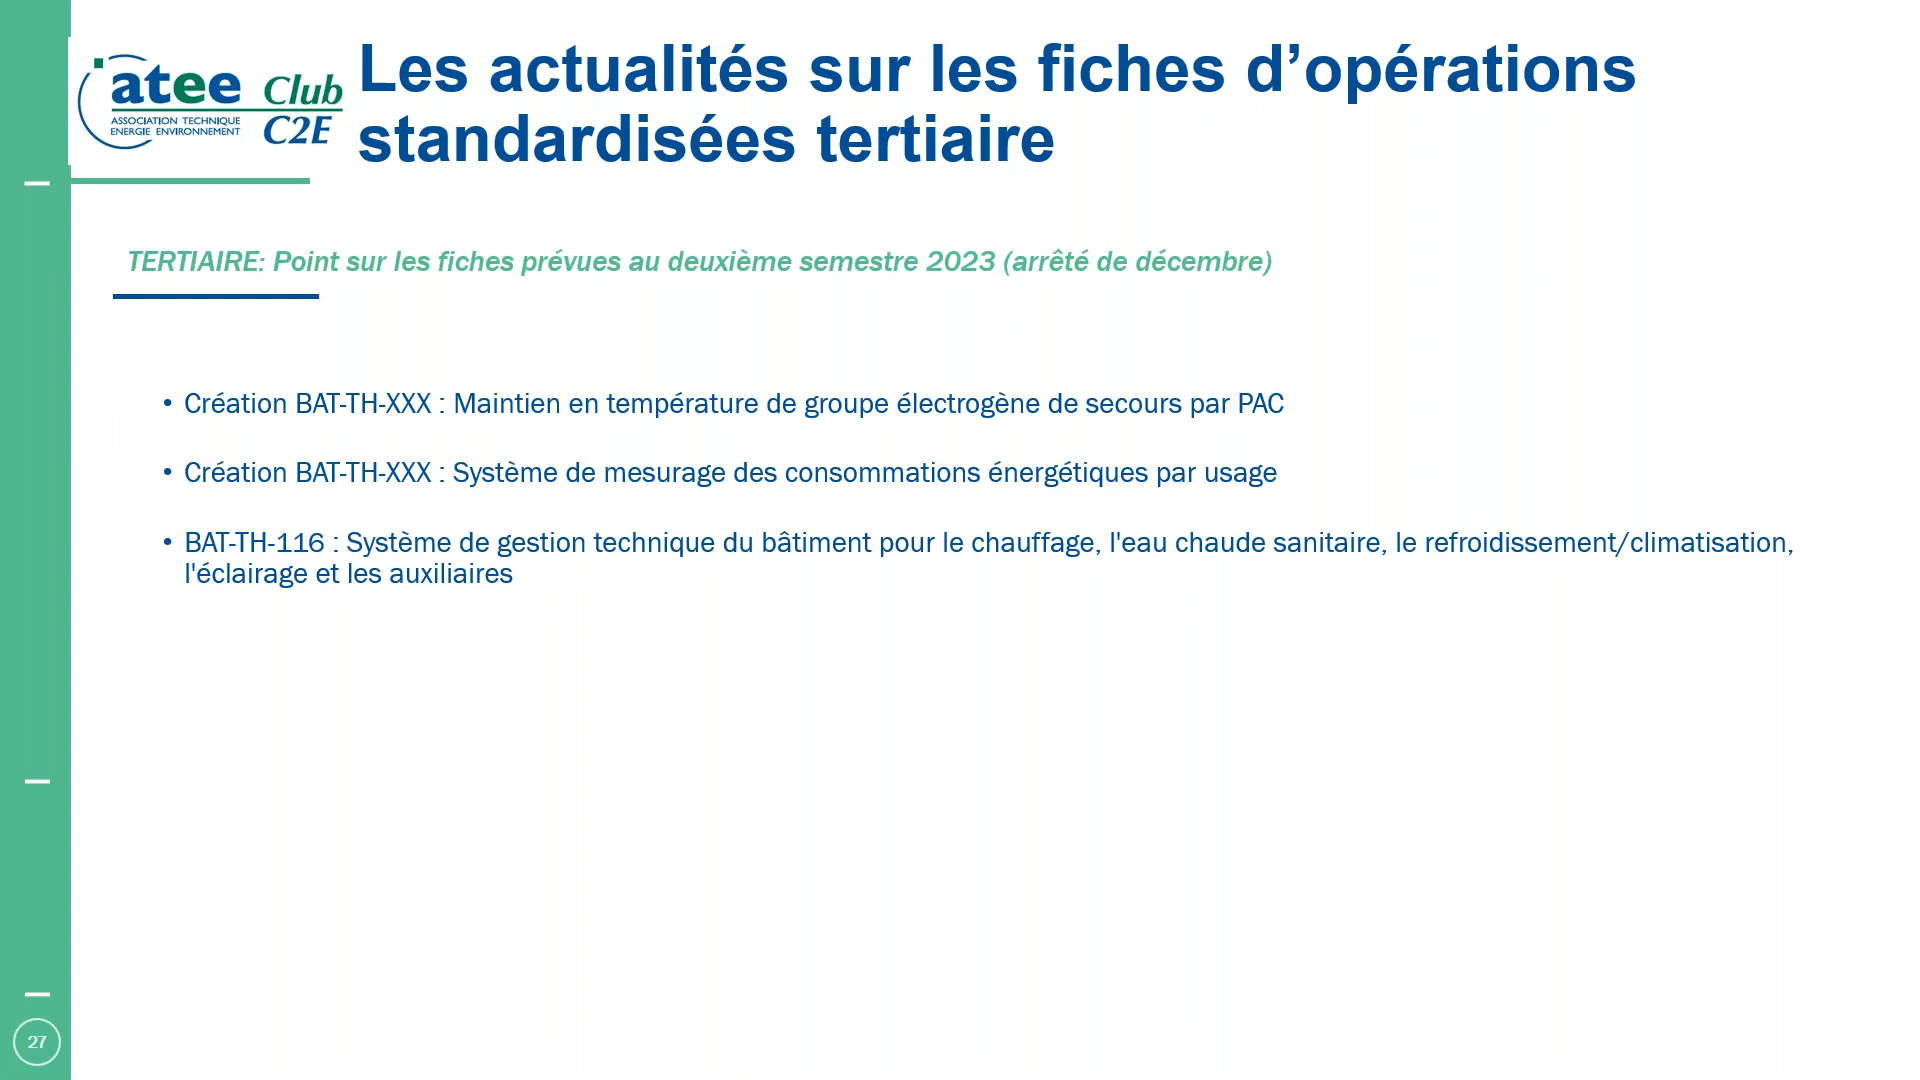 atee Club
ASSOCIATION TECHNIQUE
ENERGIE ENVIRONNEMENT
C2E
Les actualités sur les fiches d’opérations
standardisées tertiaire
TERTIAIRE: Point sur les fiches prévues au deuxième semestre 2023 (arrêté de décembre)
• Création BAT-TH-XXX : Maintien en température de groupe électrogène de secours par PAC
• Création BAT-TH-XXX : Système de mesurage des consommations énergétiques par usage
• BAT-TH-116 : Système de gestion technique du bâtiment pour le chauffage, l'eau chaude sanitaire, le refroidissement/climatisation,
l'éclairage et les auxiliaires
27